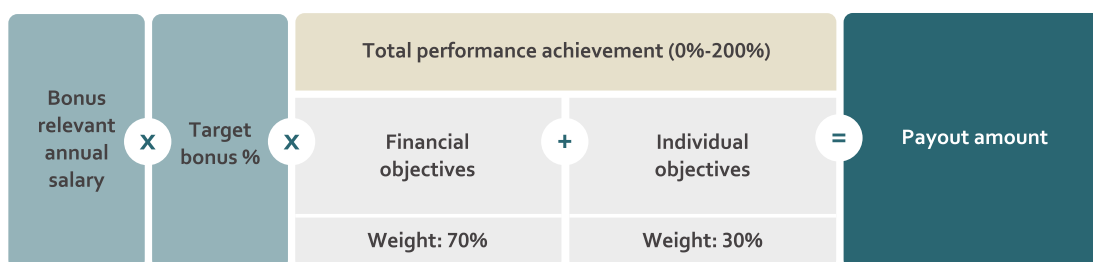 Bonus
relevant
annual
salary
x
Target
bonus %
x
Total performance achievement (0%-200%)
Financial
objectives
+
Individual
objectives
Weight: 70%
Weight: 30%
=
Payout amount